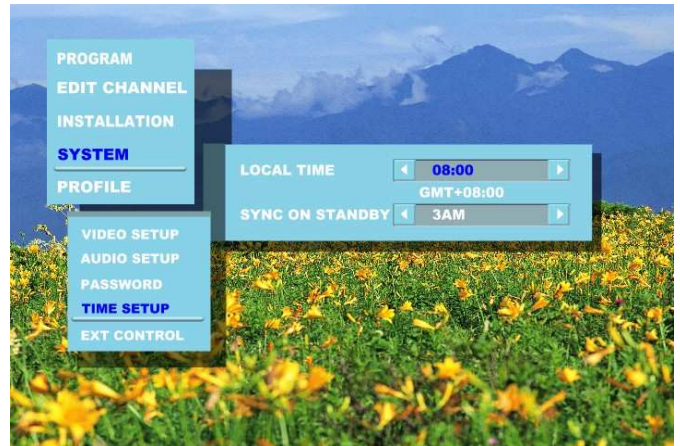 PROGRAM
EDIT CHANNEL
INSTALLATION
SYSTEM
PROFILE
VIDEO SETUP
AUDIO SETUP
PASSWORD
TIME SETUP
EXT CONTROL
LOCAL TIME 08:00
GMT+08:00
SYNC ON STANDBY 3AM